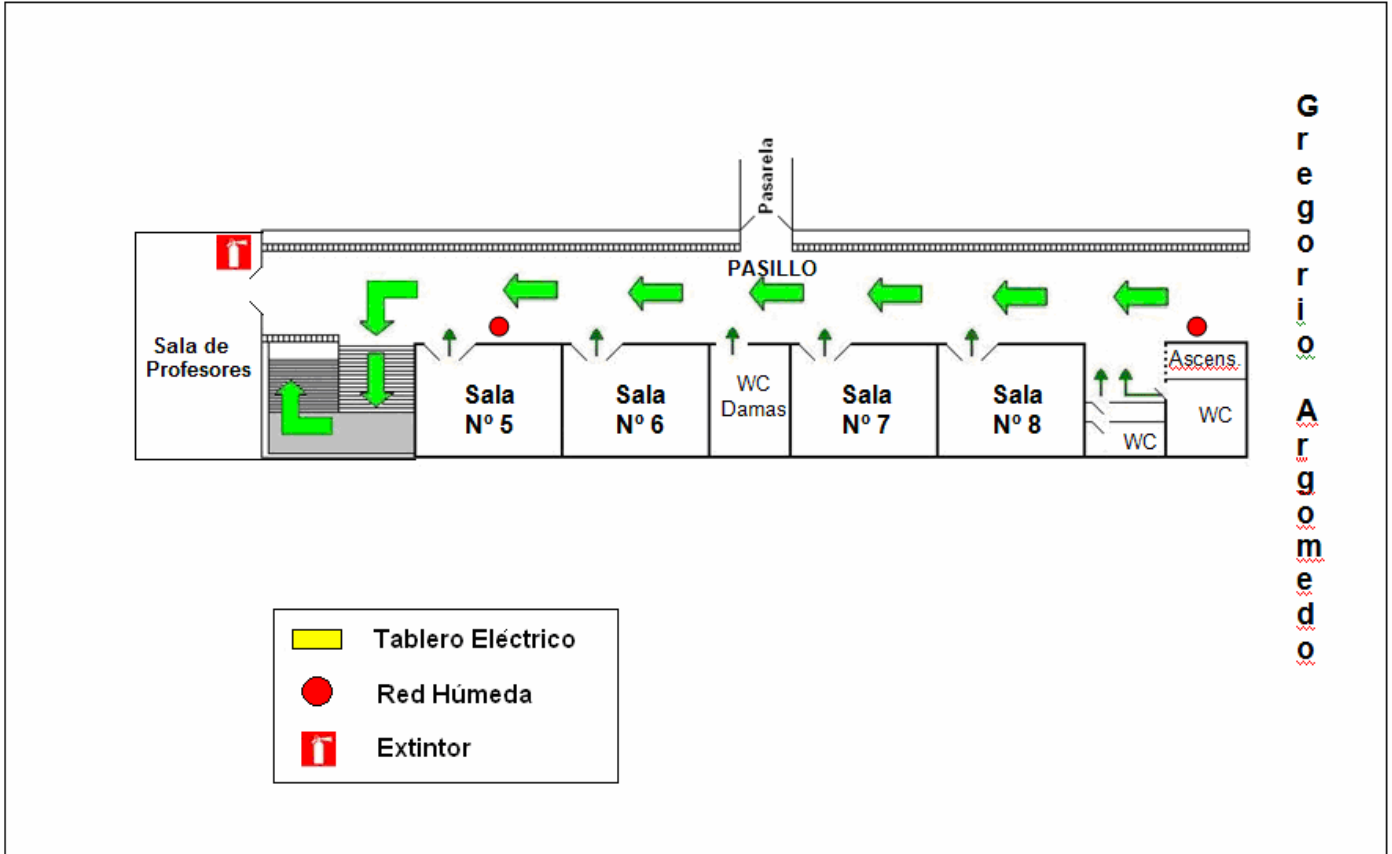 Gregorio Argomedo
Pasarela
PASILLO
Sala de
Profesores
Sala
Nº 5
Sala
Nº 6
WC
Damas
Sala
Nº 7
Sala
Nº 8
WC
Ascens.
WC
Tablero Eléctrico
Red Húmeda
Extintor